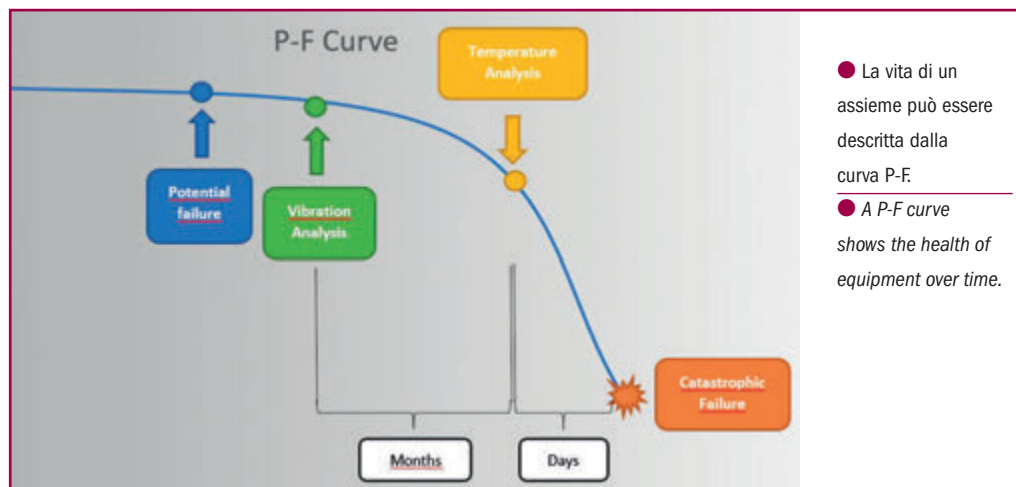 P-F Curve
Temperature
Analysis
Potential
failure
Vibration
Analysis
Catastrophic
Failure
Months
Days
● La vita di un
assieme può essere
descritta dalla
curva P-F.
● A P-F curve
shows the health of
equipment over time.